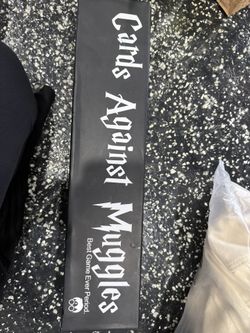 Cards Against Muggles
Best Game Ever Period.